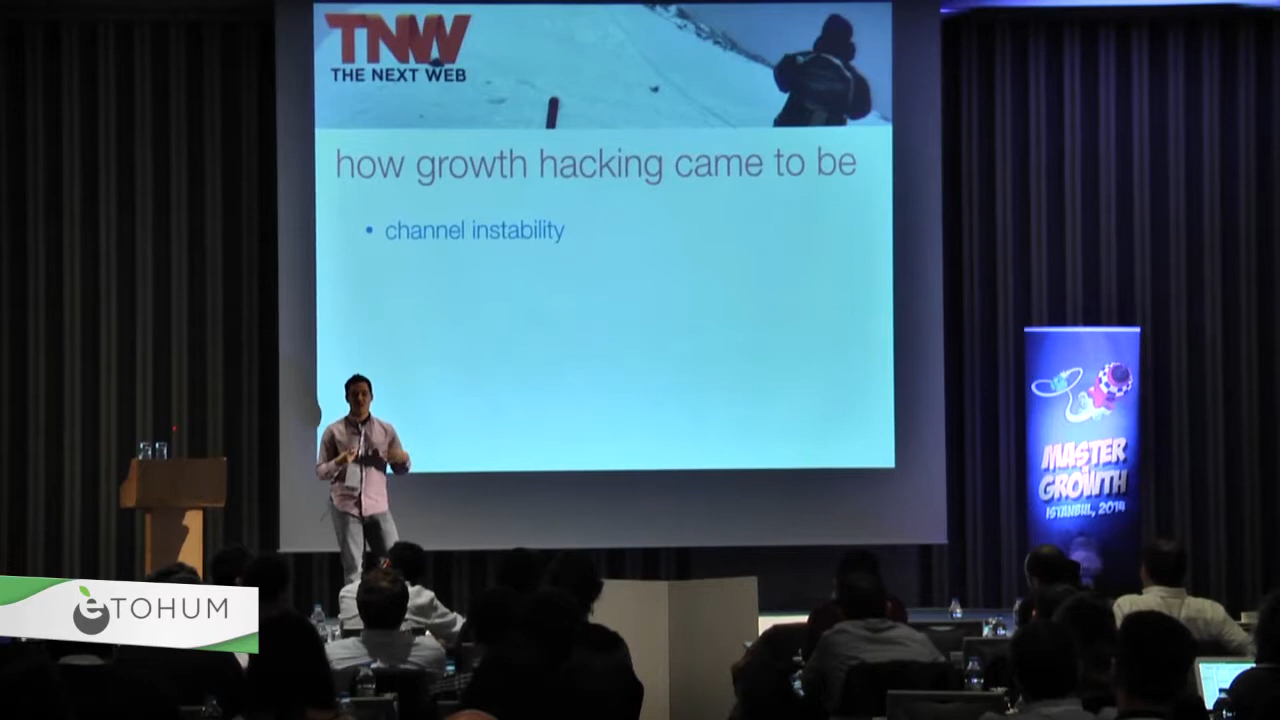 TNW
THE NEXT WEB
how growth hacking came to be
• channel instability
MASTER
GROWTH
ISTANBUL, 2014
eTOHUM